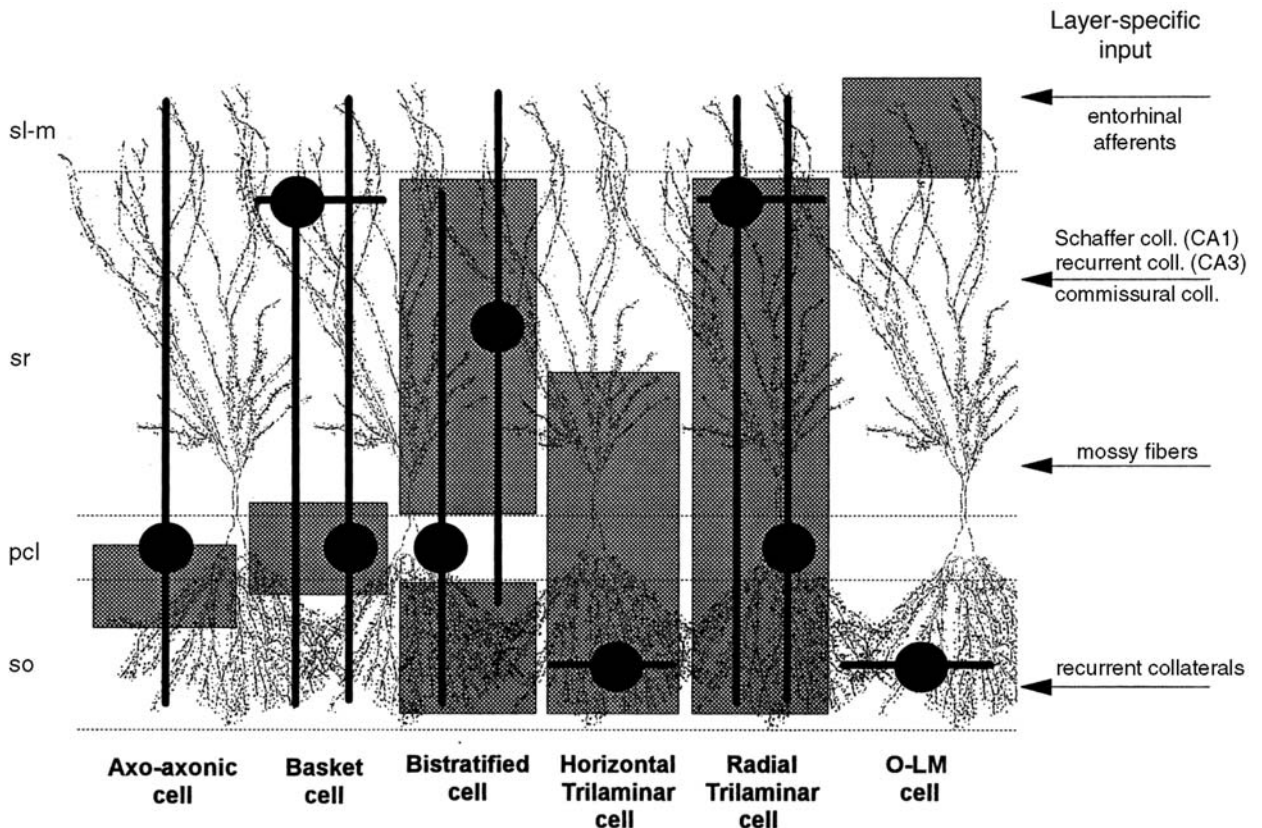 Layer-specific
input
sl-m
entorhinal
afferents
Schaffer coll. (CA1)
recurrent coll. (CA3)
commissural coll.
sr
mossy fibers
pcl
so
recurrent collaterals
Axo-axonic
cell
Basket
cell
Bistratified
cell
Horizontal
Trilaminar
cell
Radial
Trilaminar
cell
O-LM
cell